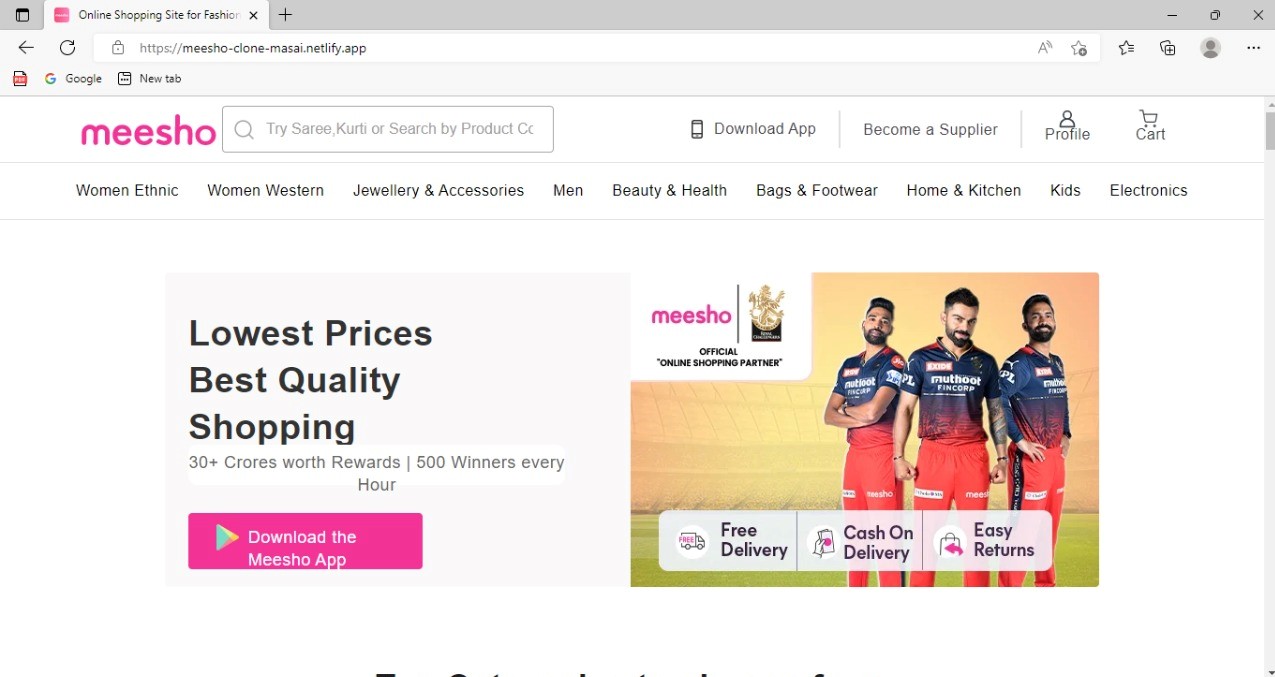 Online Shopping Site for Fashion
https://meesho-clone-masai.netlify.app
Google
New tab
meesho
Try Saree,Kurti or Search by Product Co
Download App
Become a Supplier
Profile
Cart
Women Ethnic
Women Western
Jewellery & Accessories
Men
Beauty & Health
Bags & Footwear
Home & Kitchen
Kids
Electronics
Lowest Prices
Best Quality
Shopping
30+ Crores worth Rewards | 500 Winners every
Hour
Download the
Meesho App
meesho
OFFICIAL
"ONLINE SHOPPING PARTNER"
EXIDE
muthoot
FINCORP
meesho
FREE
Free
Delivery
Cash On
Delivery
Easy
Returns